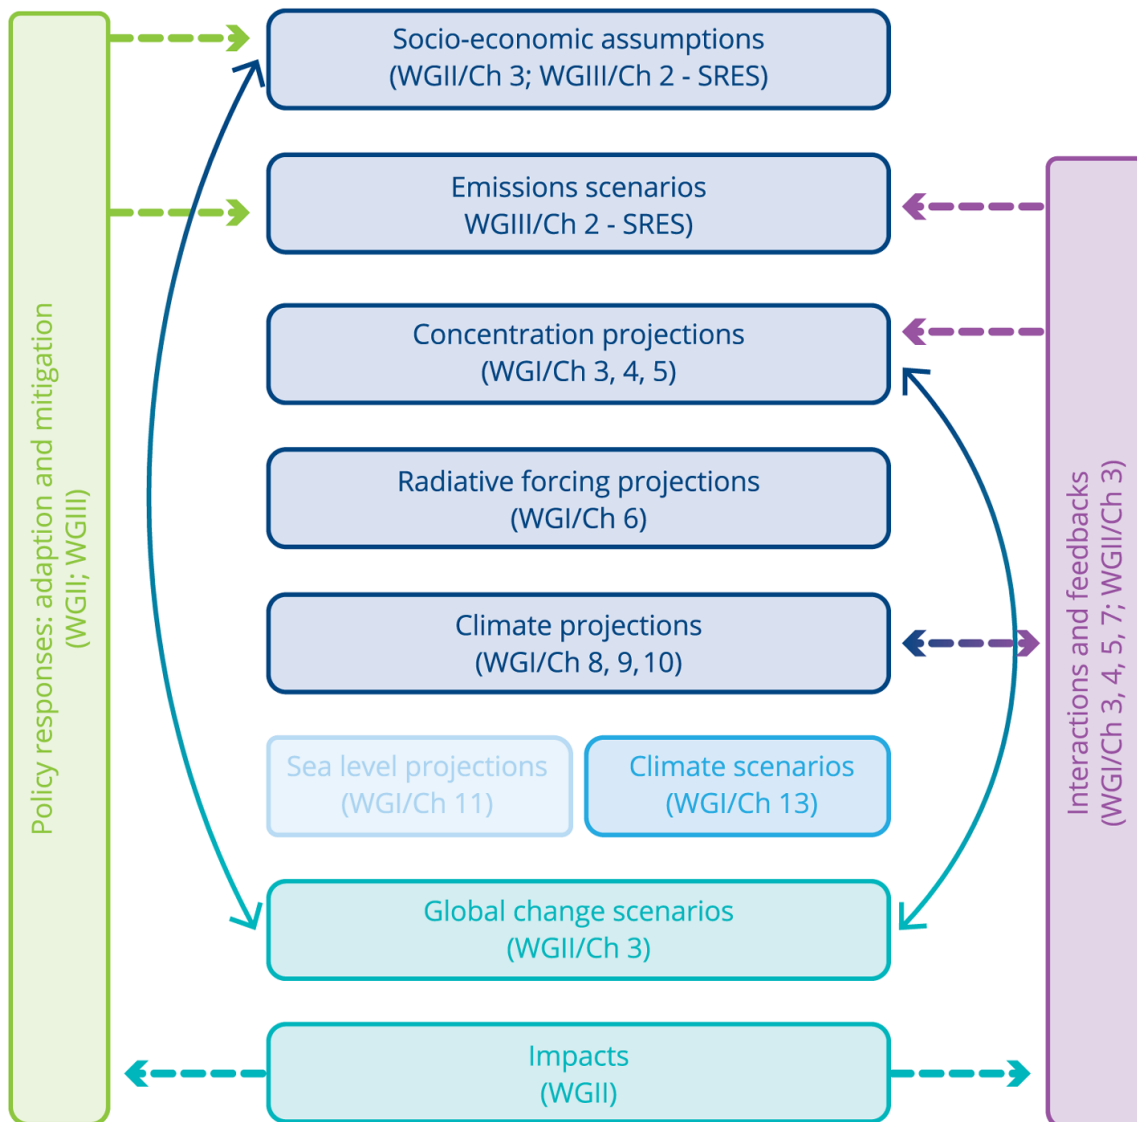 Socio-economic assumptions
(WGII/Ch 3; WGIII/Ch 2 - SRES)
Emissions scenarios
WGIII/Ch 2 - SRES)
Concentration projections
(WGI/Ch 3, 4, 5)
Radiative forcing projections
(WGI/Ch 6)
Climate projections
(WGI/Ch 8, 9, 10)
Sea level projections
(WGI/Ch 11)
Climate scenarios
(WGI/Ch 13)
Global change scenarios
(WGII/Ch 3)
Impacts
(WGII)
Policy responses: adaption and mitigation
(WGII; WGIII)
Interactions and feedbacks
(WGI/Ch 3, 4, 5, 7; WGII/Ch 3)